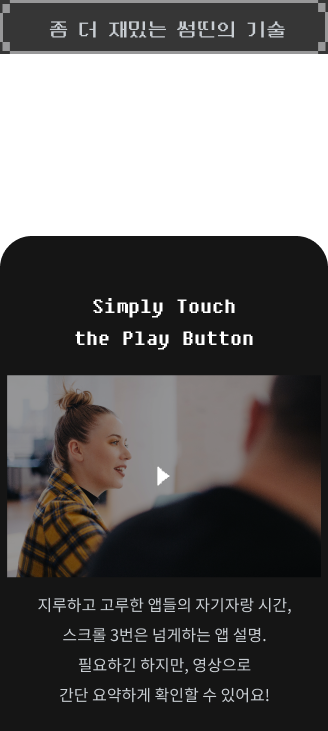 좀 더 재밌는 썸띤의 기술
Simply Touch
the Play Button
지루하고 고루한 앱들의 자기자랑 시간,
스크롤 3번은 넘게하는 앱 설명.
필요하긴 하지만, 영상으로
간단 요약하게 확인할 수 있어요!